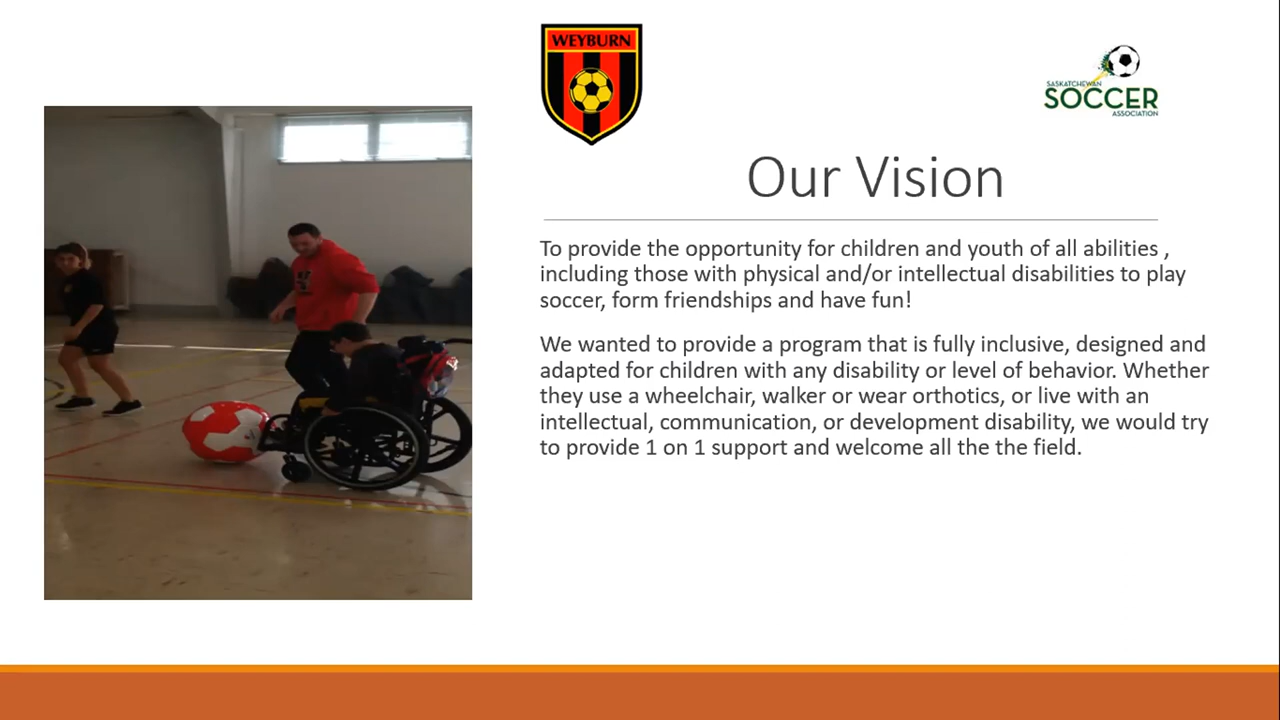 WEYBURN
SASKATCHEWAN
SOCCER
ASSOCIATION
Our Vision
To provide the opportunity for children and youth of all abilities ,
including those with physical and/or intellectual disabilities to play
soccer, form friendships and have fun!
We wanted to provide a program that is fully inclusive, designed and
adapted for children with any disability or level of behavior. Whether
they use a wheelchair, walker or wear orthotics, or live with an
intellectual, communication, or development disability, we would try
to provide 1 on 1 support and welcome all the the field.